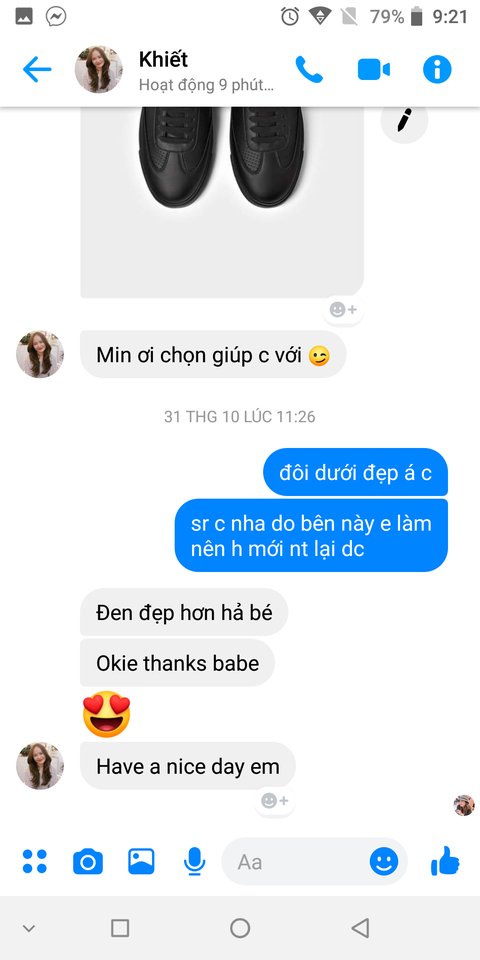 79% 9:21
Khiết
Hoạt động 9 phút...
Min ơi chọn giúp c với 😉
31 THG 10 LÚC 11:26
đôi dưới đẹp á c
sr c nha do bên này e làm
nên h mới nt lại dc
Đen đẹp hơn hả bé
Okie thanks babe
😍
Have a nice day em
Aa